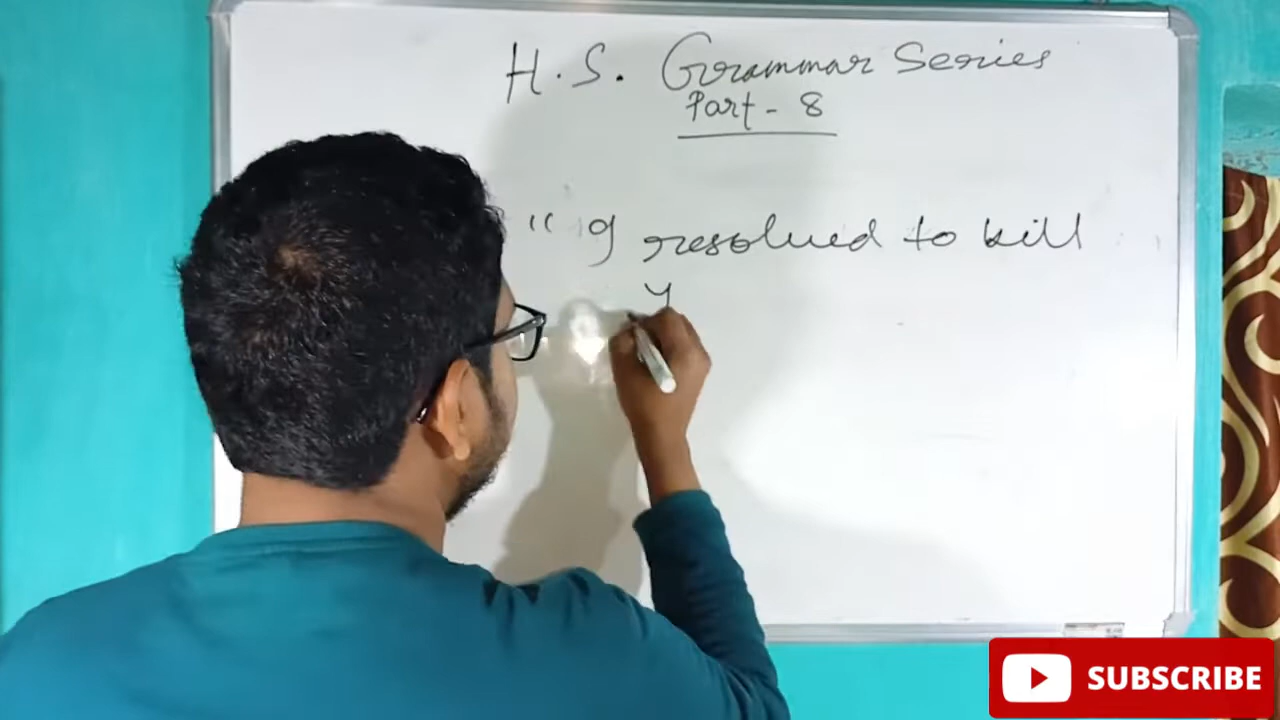 H.S. Grammar Series
Part - 8
" I resolved to kill
y
SUBSCRIBE